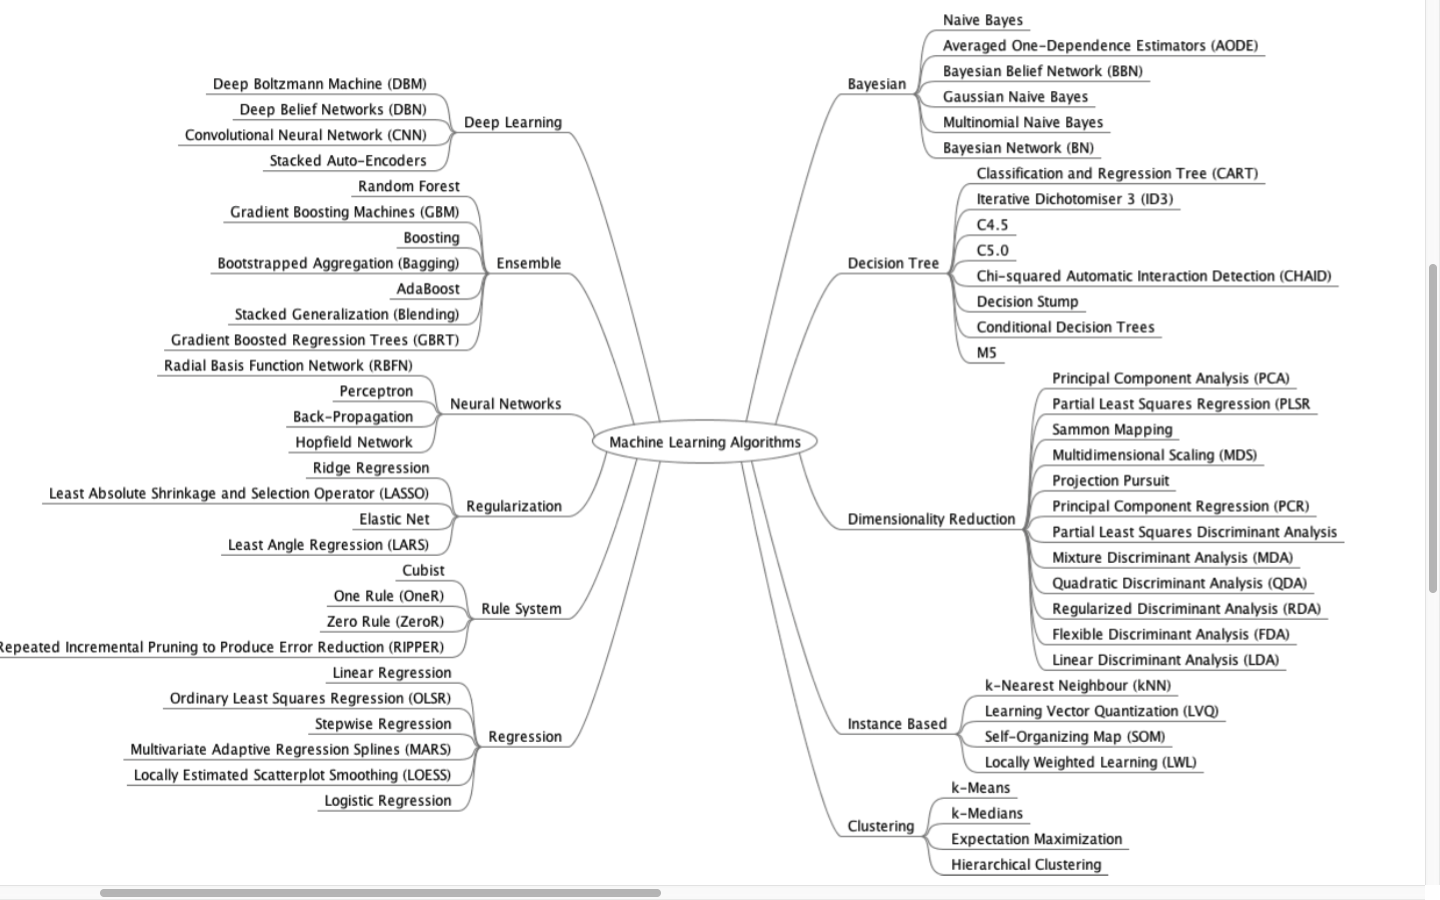 Machine Learning Algorithms
Deep Learning
Deep Boltzmann Machine (DBM)
Deep Belief Networks (DBN)
Convolutional Neural Network (CNN)
Stacked Auto-Encoders
Ensemble
Random Forest
Gradient Boosting Machines (GBM)
Boosting
Bootstrapped Aggregation (Bagging)
AdaBoost
Stacked Generalization (Blending)
Gradient Boosted Regression Trees (GBRT)
Neural Networks
Radial Basis Function Network (RBFN)
Perceptron
Back-Propagation
Hopfield Network
Regularization
Ridge Regression
Least Absolute Shrinkage and Selection Operator (LASSO)
Elastic Net
Least Angle Regression (LARS)
Rule System
Cubist
One Rule (OneR)
Zero Rule (ZeroR)
Repeated Incremental Pruning to Produce Error Reduction (RIPPER)
Regression
Linear Regression
Ordinary Least Squares Regression (OLSR)
Stepwise Regression
Multivariate Adaptive Regression Splines (MARS)
Locally Estimated Scatterplot Smoothing (LOESS)
Logistic Regression
Bayesian
Naive Bayes
Averaged One-Dependence Estimators (AODE)
Bayesian Belief Network (BBN)
Gaussian Naive Bayes
Multinomial Naive Bayes
Bayesian Network (BN)
Decision Tree
Classification and Regression Tree (CART)
Iterative Dichotomiser 3 (ID3)
C4.5
C5.0
Chi-squared Automatic Interaction Detection (CHAID)
Decision Stump
Conditional Decision Trees
M5
Dimensionality Reduction
Principal Component Analysis (PCA)
Partial Least Squares Regression (PLSR
Sammon Mapping
Multidimensional Scaling (MDS)
Projection Pursuit
Principal Component Regression (PCR)
Partial Least Squares Discriminant Analysis
Mixture Discriminant Analysis (MDA)
Quadratic Discriminant Analysis (QDA)
Regularized Discriminant Analysis (RDA)
Flexible Discriminant Analysis (FDA)
Linear Discriminant Analysis (LDA)
Instance Based
k-Nearest Neighbour (kNN)
Learning Vector Quantization (LVQ)
Self-Organizing Map (SOM)
Locally Weighted Learning (LWL)
Clustering
k-Means
k-Medians
Expectation Maximization
Hierarchical Clustering